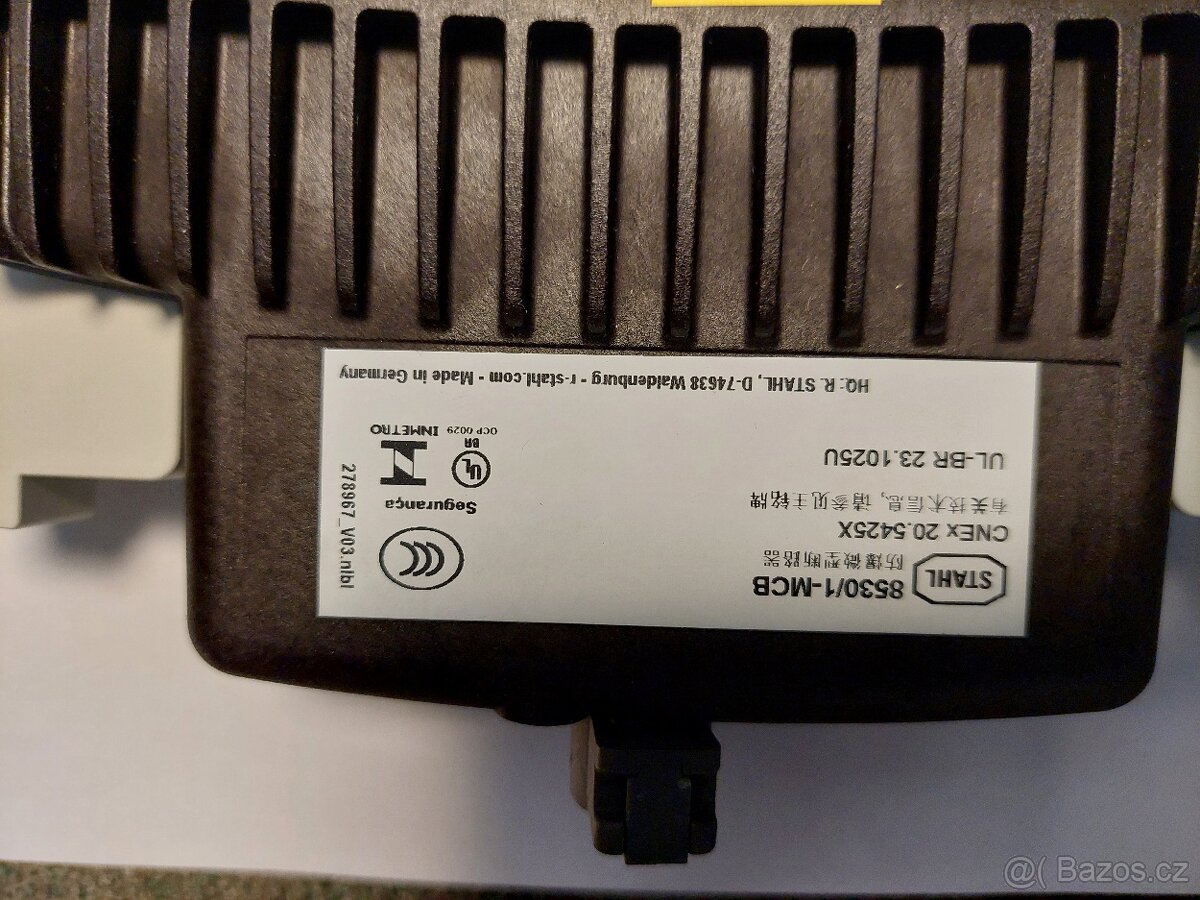 STAHL
8530/1-MCB
防爆微型断路器
CNEx 20.5425X
有关技术信息, 请参见主铭牌
UL-BR 23.1025U
HQ: R. STAHL, D-74638 Waldenburg - r-stahl.com - Made in Germany
CCC
Segurança
UL
BR
OCP 0029 INMETRO
278967_V03.nlbl
@( Bazos.cz